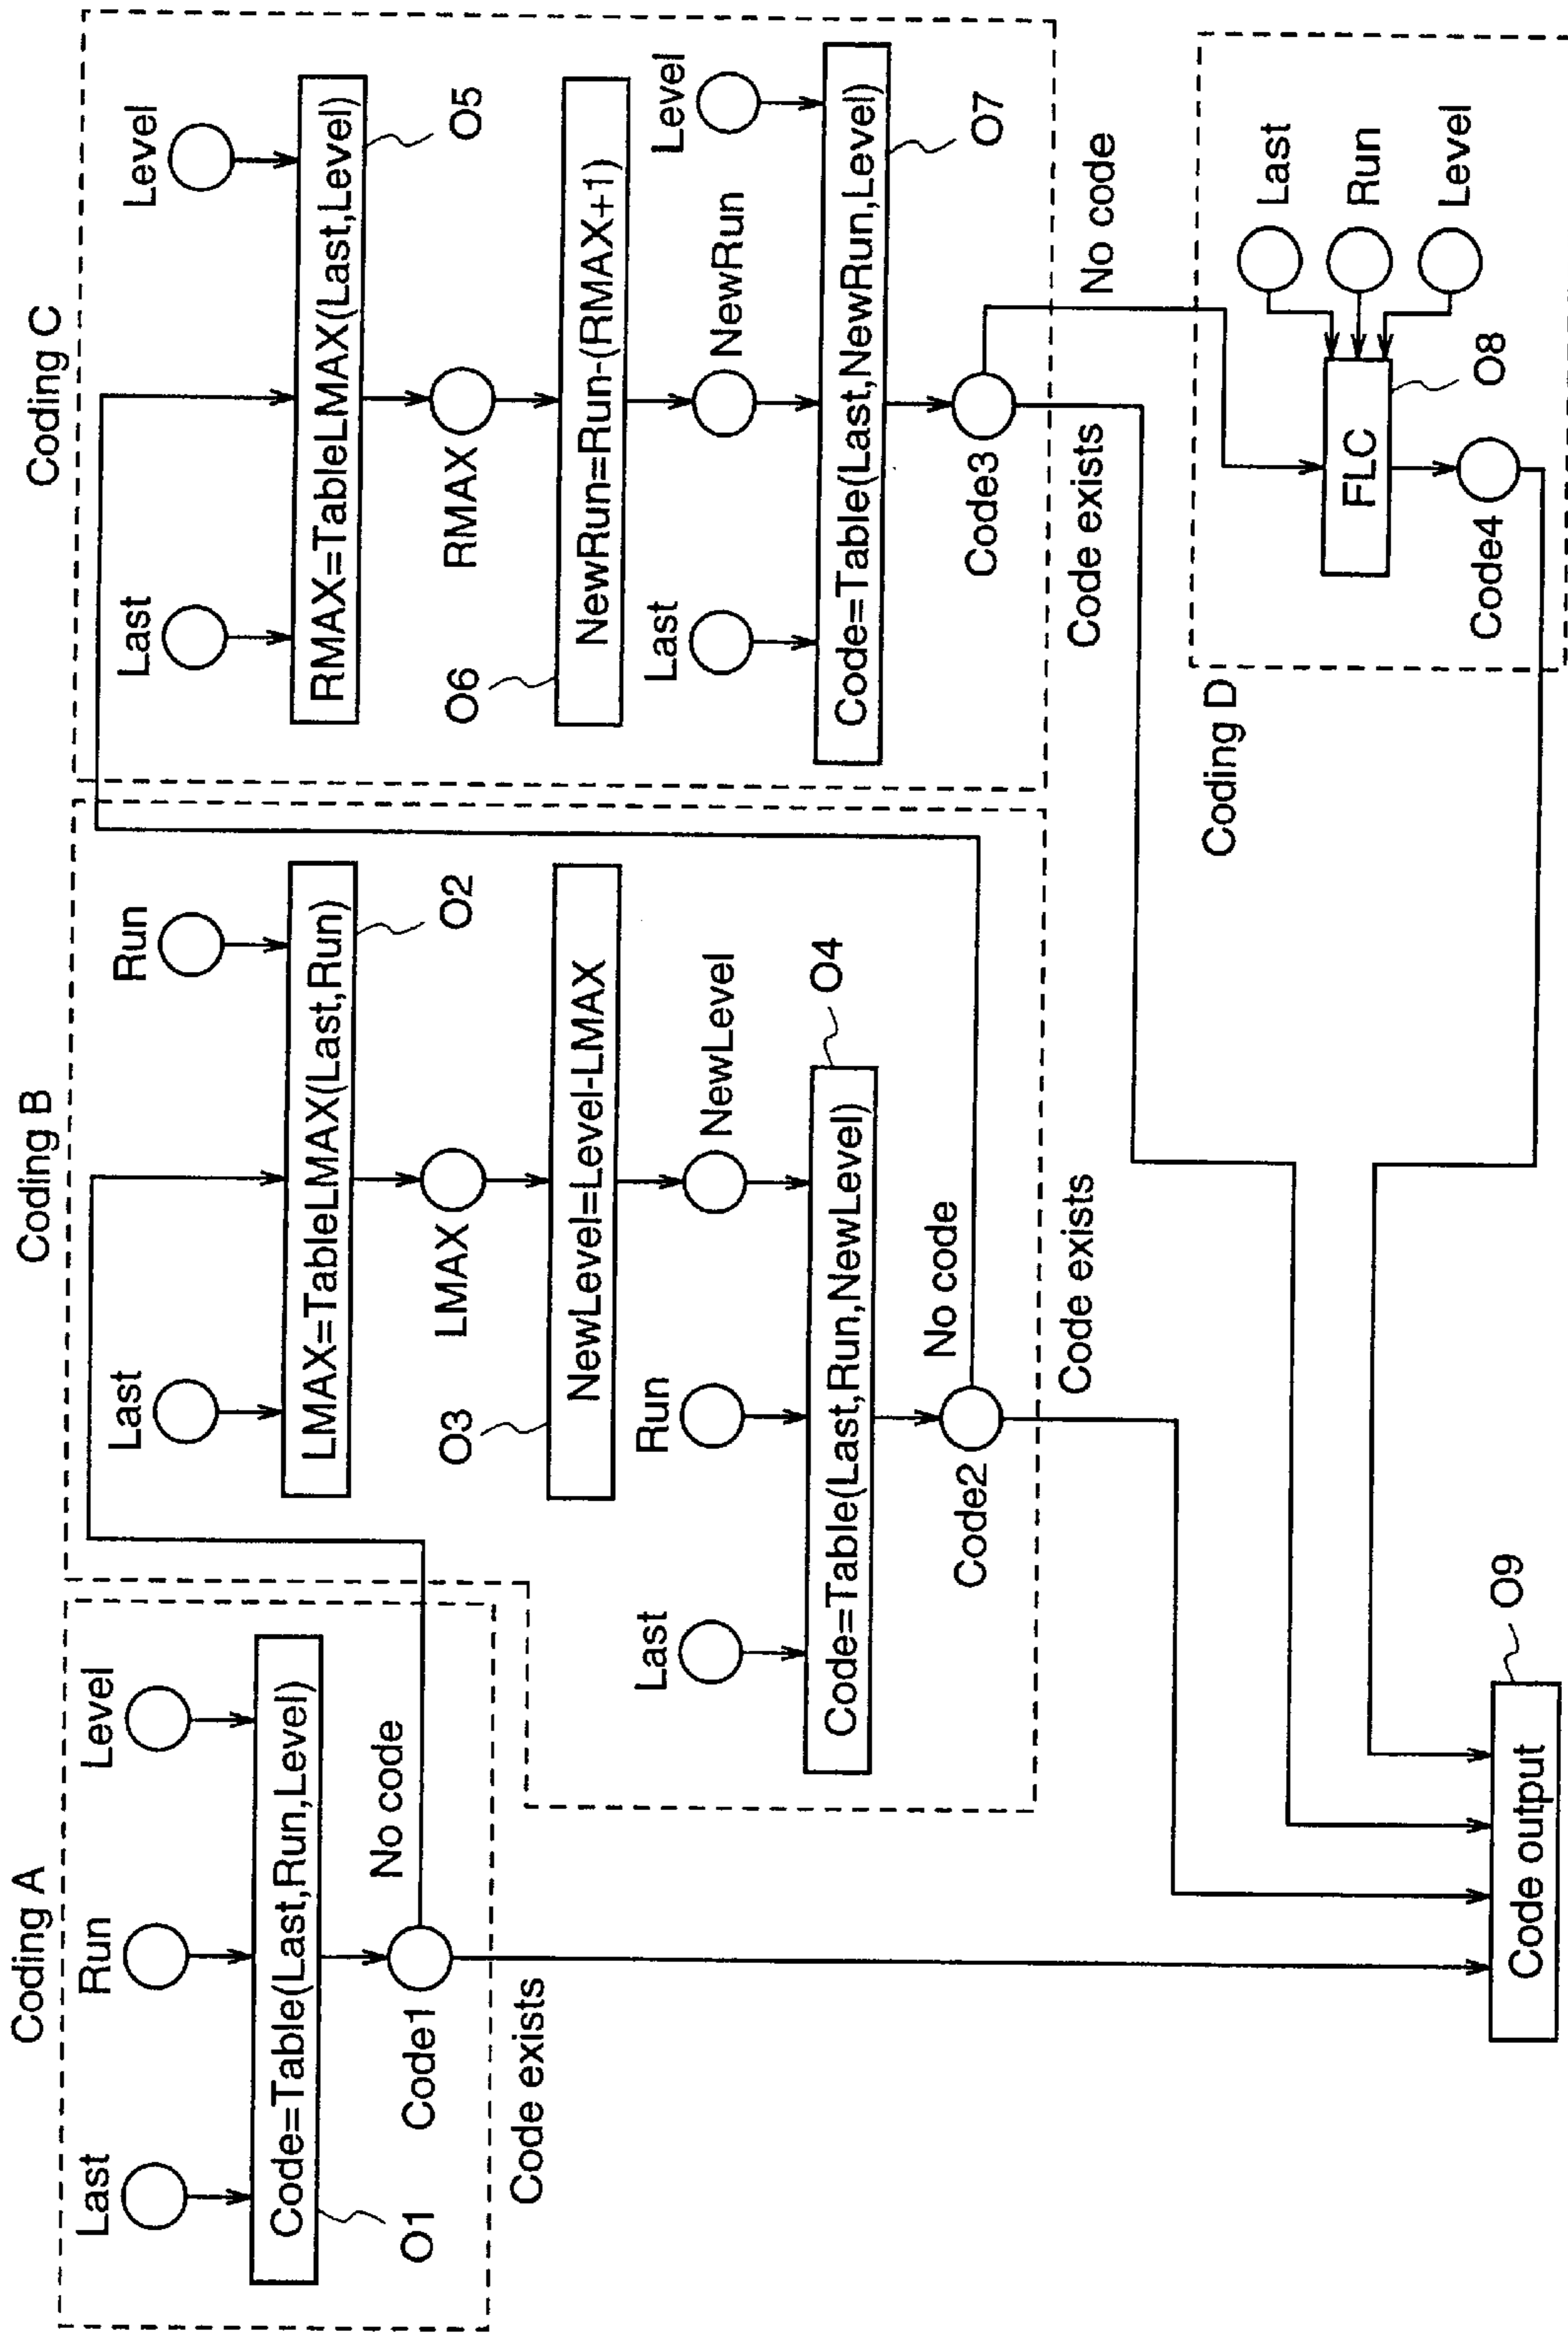 Coding A
Last
Run
Level
Code=Table(Last,Run,Level)
O1
Code1
No code
Code exists
Coding B
Last
Run
LMAX=TableLMAX(Last,Run)
O2
LMAX
O3
NewLevel=Level-LMAX
NewLevel
Last
Run
O4
Code=Table(Last,Run,NewLevel)
Code2
No code
Code exists
Coding C
Last
Level
RMAX=TableLMAX(Last,Level)
O5
RMAX
O6
NewRun=Run-(RMAX+1)
Last
NewRun
Level
Code=Table(Last,NewRun,Level)
O7
Code3
Code exists
No code
Coding D
Last
Run
Level
FLC
O8
Code4
Code output
O9